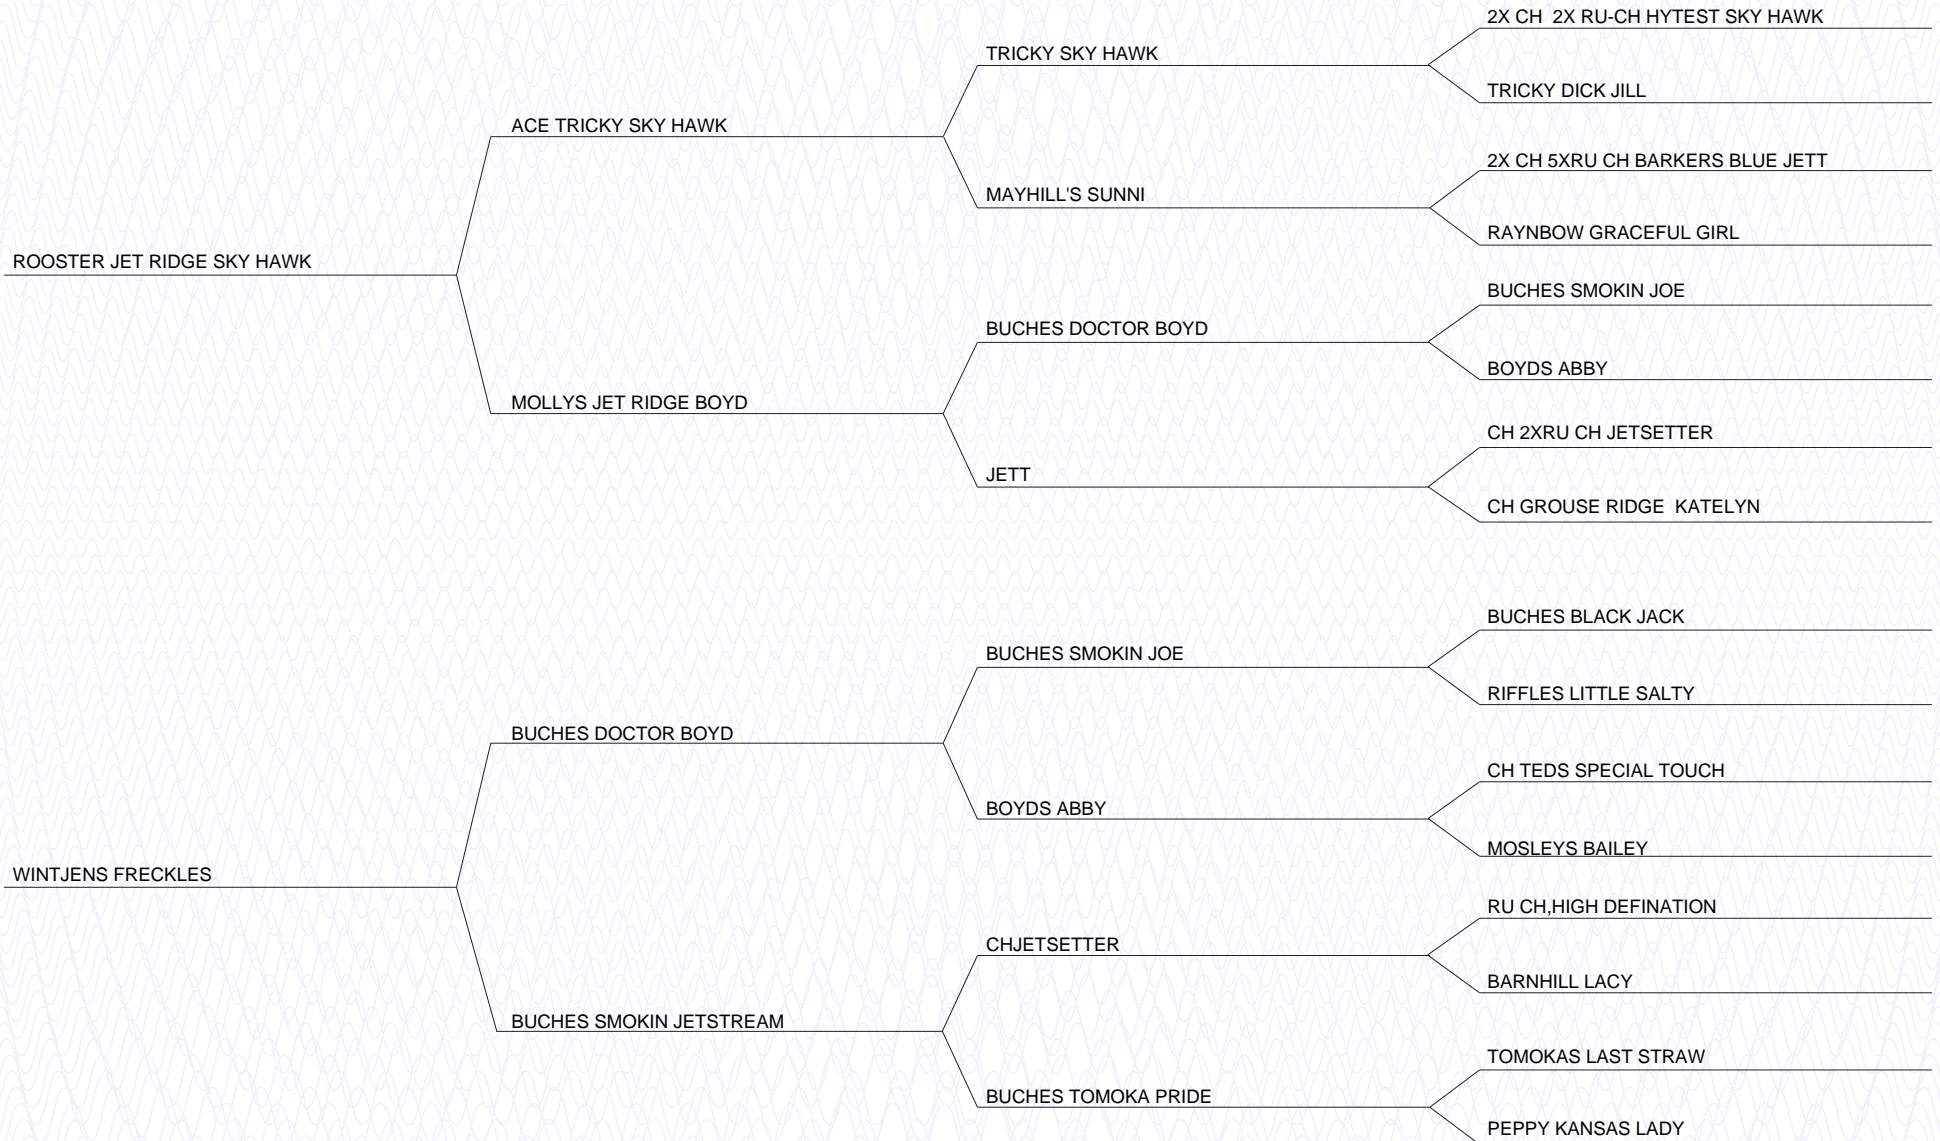 2X CH  2X RU-CH HYTEST SKY HAWK
TRICKY SKY HAWK
TRICKY DICK JILL
ACE TRICKY SKY HAWK
2X CH 5XRU CH BARKERS BLUE JETT
MAYHILL'S SUNNI
RAYNBOW GRACEFUL GIRL
ROOSTER JET RIDGE SKY HAWK
BUCHES SMOKIN JOE
BUCHES DOCTOR BOYD
BOYDS ABBY
MOLLYS JET RIDGE BOYD
CH 2XRU CH JETSETTER
JETT
CH GROUSE RIDGE  KATELYN
BUCHES BLACK JACK
BUCHES SMOKIN JOE
RIFFLES LITTLE SALTY
BUCHES DOCTOR BOYD
CH TEDS SPECIAL TOUCH
BOYDS ABBY
MOSLEYS BAILEY
WINTJENS FRECKLES
RU CH,HIGH DEFINATION
CHJETSETTER
BARNHILL LACY
BUCHES SMOKIN JETSTREAM
TOMOKAS LAST STRAW
BUCHES TOMOKA PRIDE
PEPPY KANSAS LADY